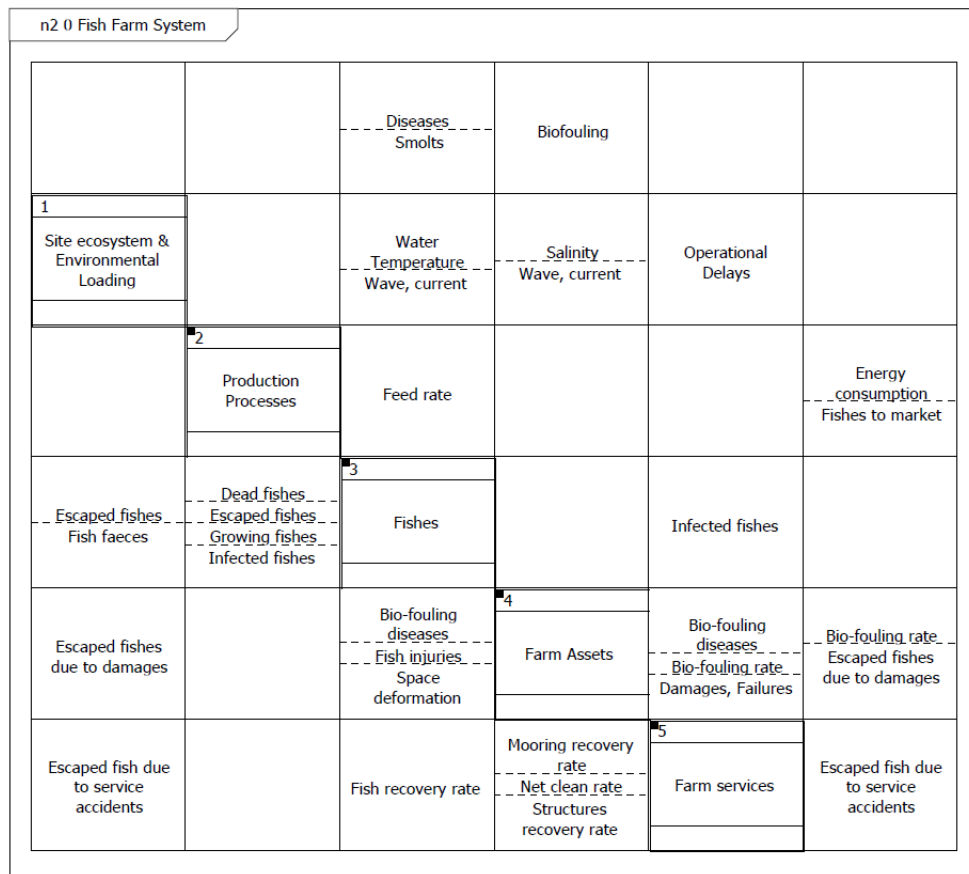 n2 0 Fish Farm System
Diseases
Smolts
Biofouling
1
Site ecosystem &
Environmental
Loading
Water
Temperature
Wave, current
Salinity
Wave, current
Operational
Delays
2
Production
Processes
Feed rate
Energy
consumption
Fishes to market
Escaped fishes
Fish faeces
Dead fishes
Escaped fishes
Growing fishes
Infected fishes
3
Fishes
Infected fishes
Escaped fishes
due to damages
Bio-fouling
diseases
Fish injuries
Space
deformation
4
Farm Assets
Bio-fouling
diseases
Bio-fouling rate
Damages, Failures
Bio-fouling rate
Escaped fishes
due to damages
Escaped fish due
to service
accidents
Fish recovery rate
Mooring recovery
rate
Net clean rate
Structures
recovery rate
5
Farm services
Escaped fish due
to service
accidents